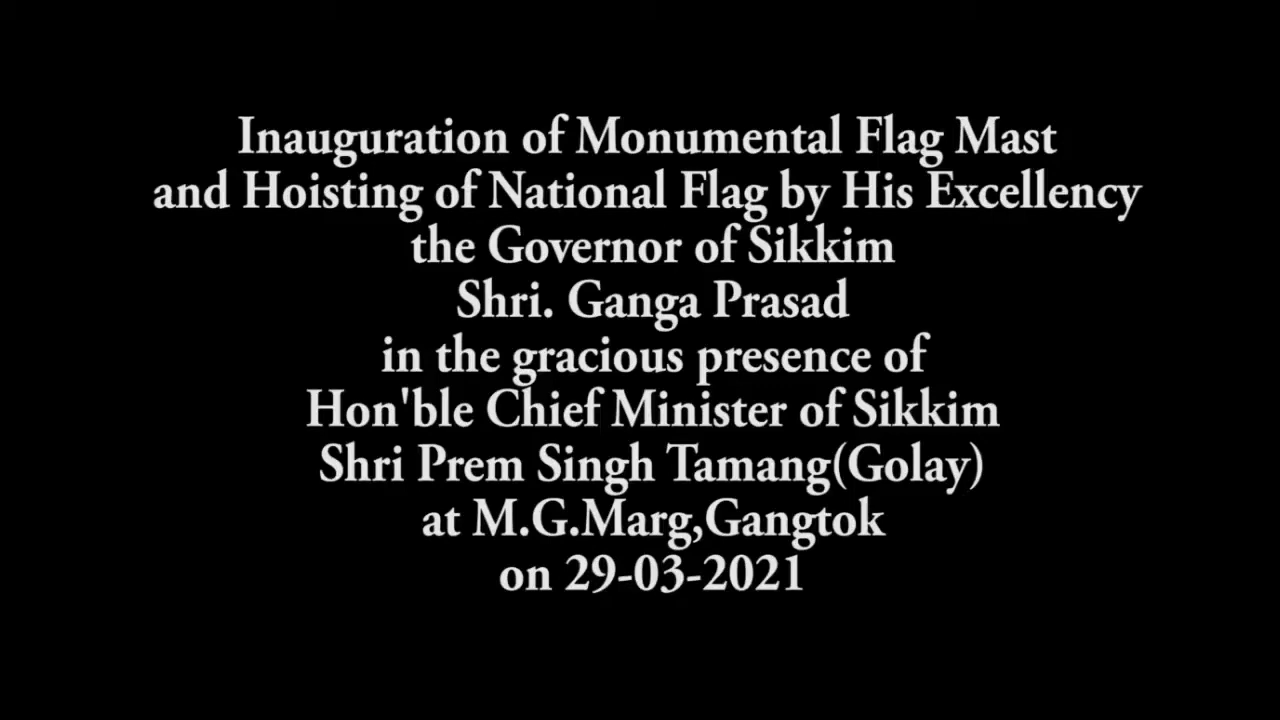 Inauguration of Monumental Flag Mast
and Hoisting of National Flag by His Excellency
the Governor of Sikkim
Shri. Ganga Prasad
in the gracious presence of
Hon'ble Chief Minister of Sikkim
Shri Prem Singh Tamang(Golay)
at M.G.Marg,Gangtok
on 29-03-2021